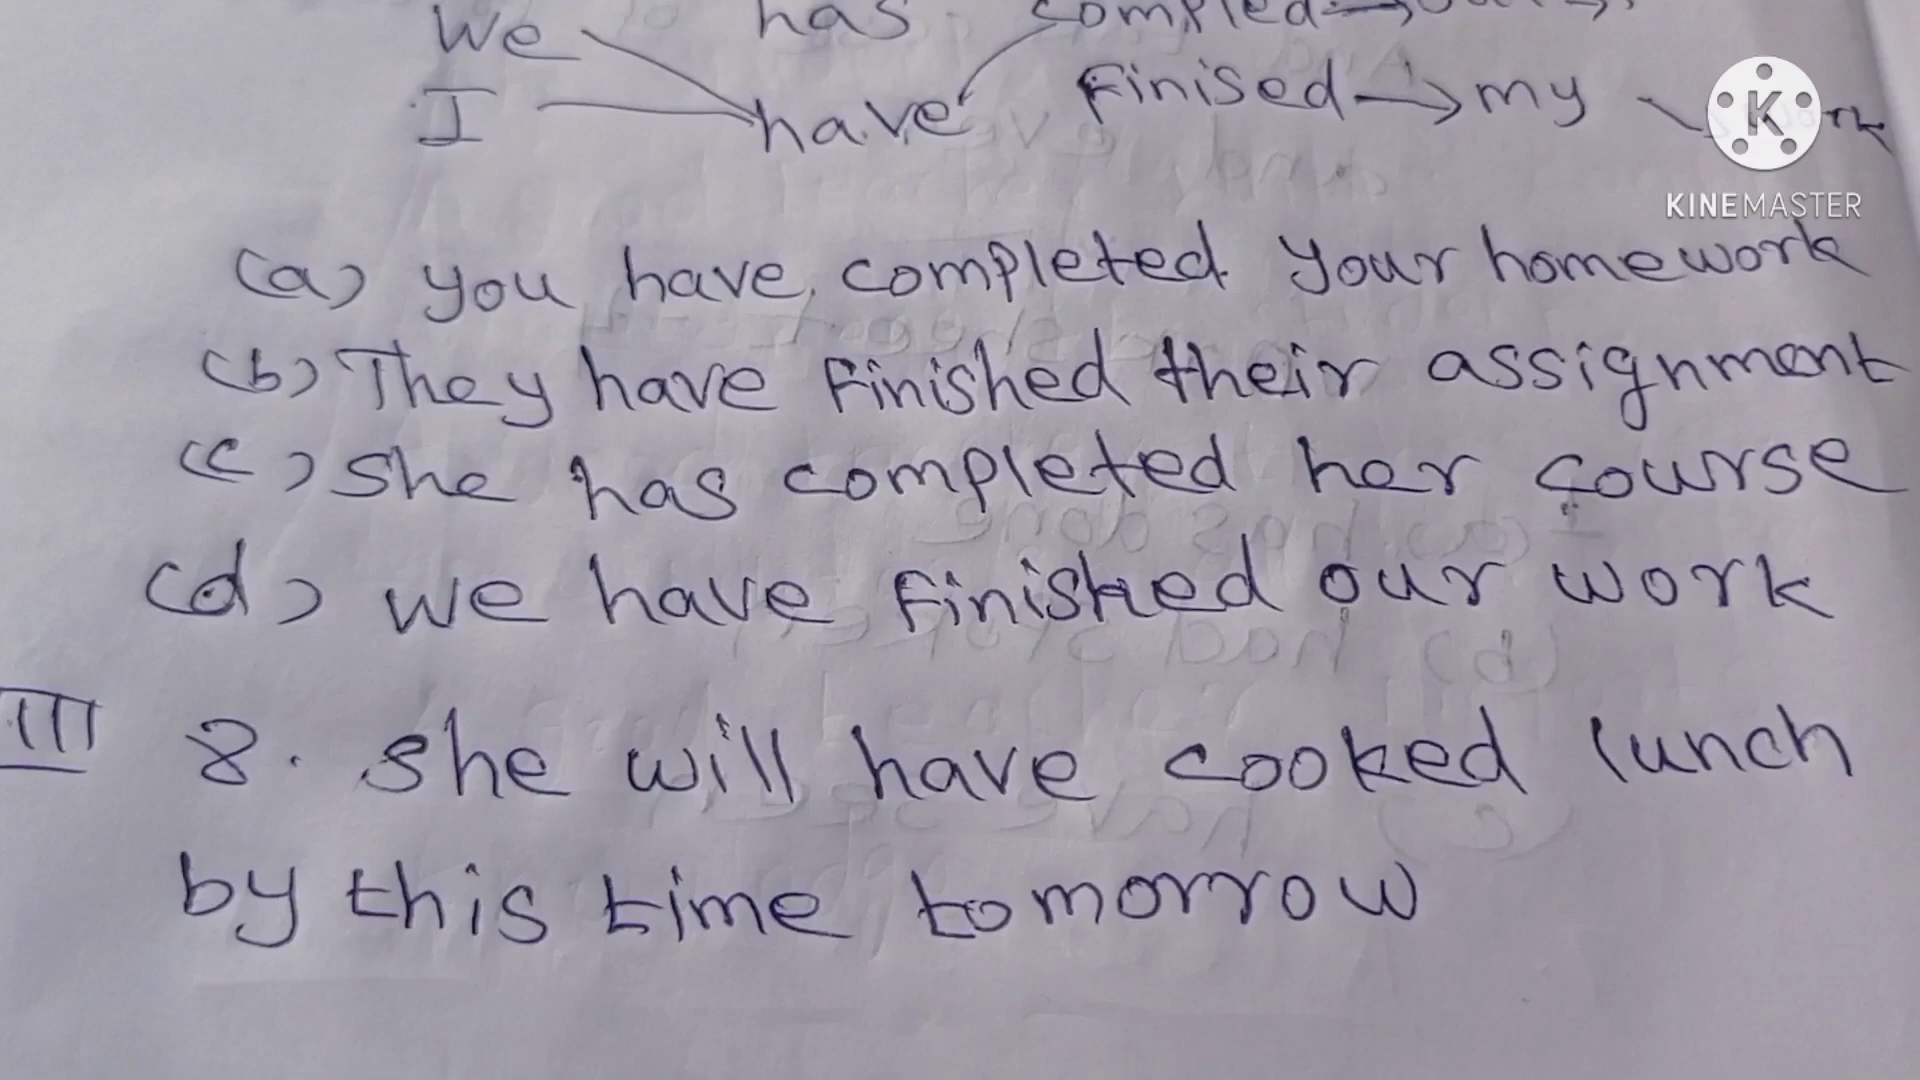 We has compled
I have finised my
(a) you have completed your homework
(b) They have finished their assignment
(c) she has completed her course
(d) we have finished our work
III 8. she will have cooked lunch
by this time tomorrow
KINEMASTER